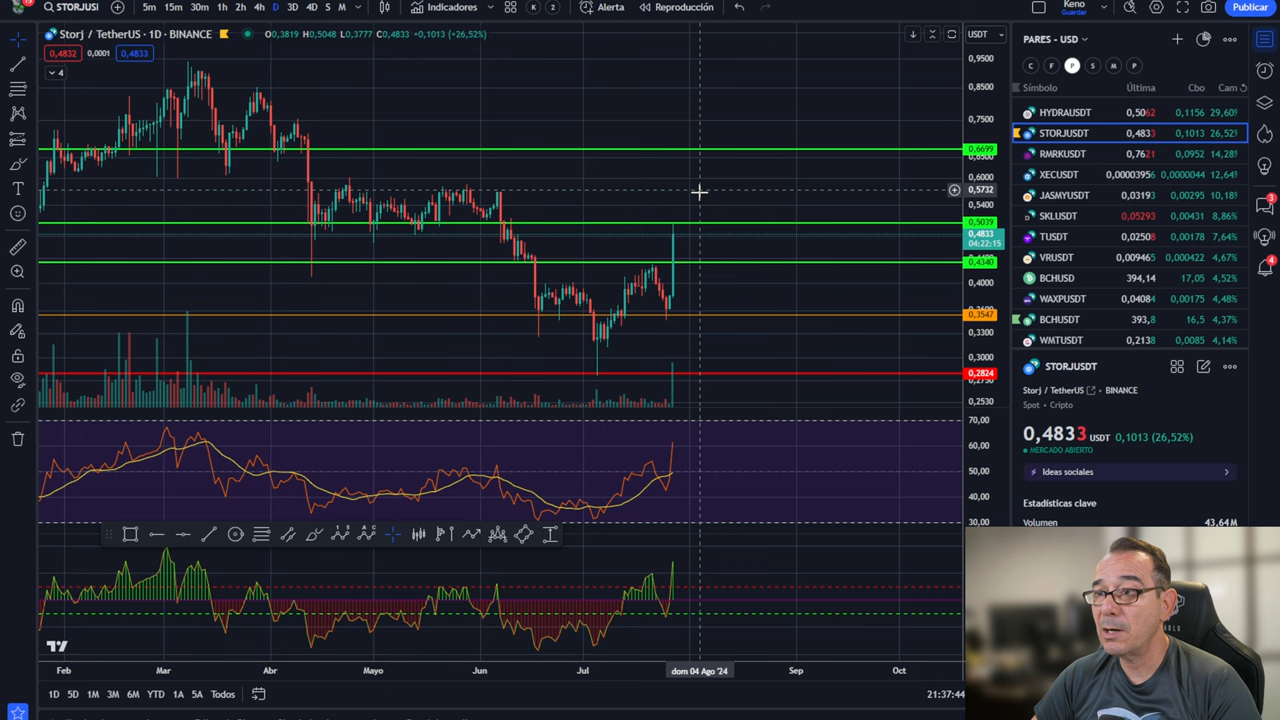 STORJUSI
5m 15m 30m 1h 2h 4h D 3D 4D S M
Indicadores
K
2
Alerta
Reproducción
Keno
Guardar
Publicar
Storj / TetherUS · 1D · BINANCE
O0,3819 H0,5048 L0,3777 C0,4833 +0,1013 (+26,52%)
0,4832 0,0001 0,4833
4
USDT
0,9500
0,8500
0,7500
0,6699
0,6500
0,6000
0,5732
0,5400
0,5039
0,4833
04:22:15
0,4340
0,4000
0,3547
0,3300
0,3000
0,2824
0,2530
70,00
60,00
50,00
40,00
30,00
Feb Mar Abr Mayo Jun Jul dom 04 Ago '24 Sep Oct
1D 5D 1M 3M 6M YTD 1A 5A Todos
21:37:44
PARES - USD
C F P S M P
Símbolo Última Cbo Cam
HYDRAUSDT 0,5062 0,1156 29,60%
STORJUSDT 0,4833 0,1013 26,52%
RMRKUSDT 0,7621 0,0952 14,28%
XECUSDT 0,00003956 0,0000044 12,64%
JASMYUSDT 0,03193 0,00295 10,18%
SKLUSDT 0,05293 0,00431 8,86%
TUSDT 0,02508 0,00178 7,64%
VRUSDT 0,009465 0,000422 4,67%
BCHUSD 394,14 17,05 4,52%
WAXPUSDT 0,04084 0,00175 4,48%
BCHUSDT 393,8 16,5 4,37%
WMTUSDT 0,2138 0,0085 4,14%
STORJUSDT
Storj / TetherUS BINANCE
Spot • Cripto
0,4833 USDT 0,1013 (26,52%)
MERCADO ABIERTO
Ideas sociales
Estadísticas clave
Volumen 43,64M
3
4